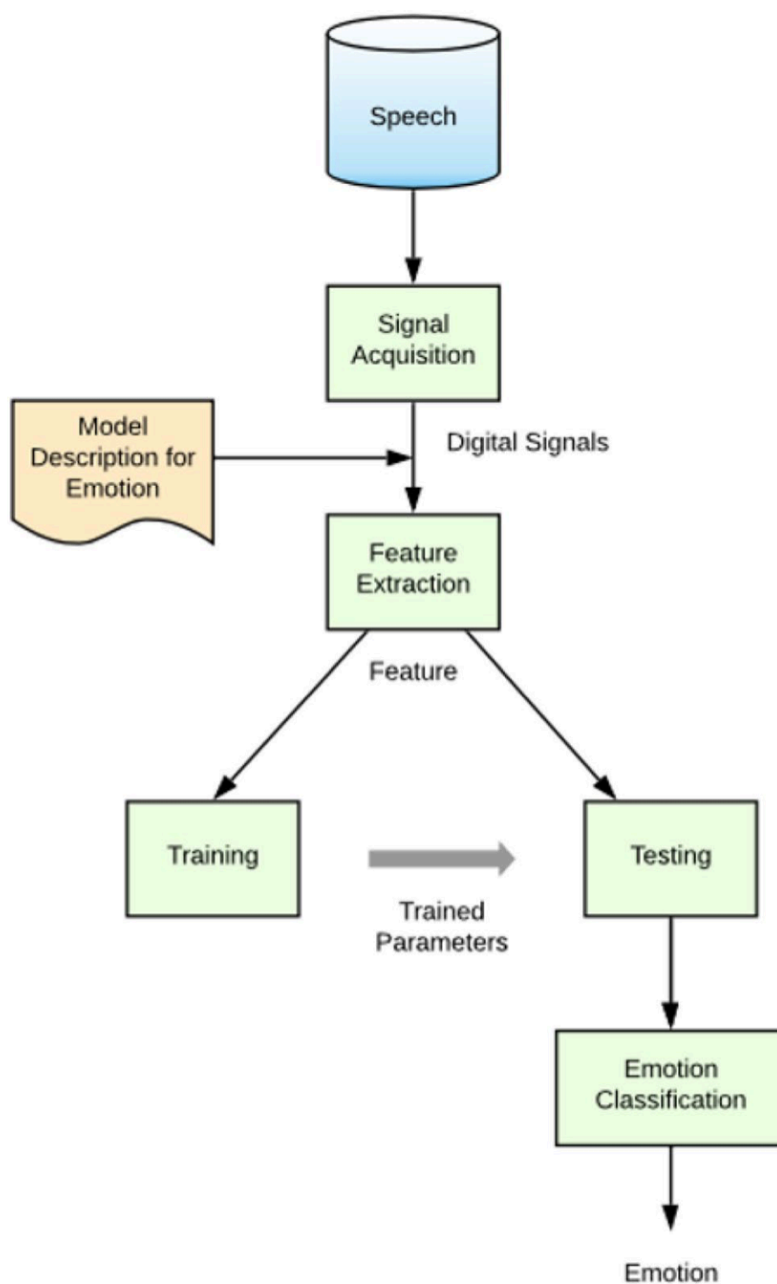 Speech
Signal
Acquisition
Digital Signals
Model
Description for
Emotion
Feature
Extraction
Feature
Training
Testing
Trained
Parameters
Emotion
Classification
Emotion